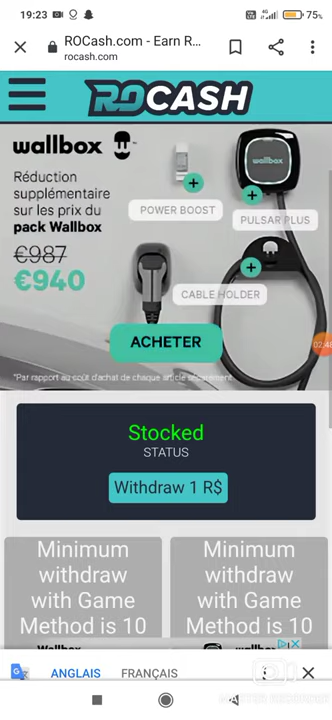 19:23
4G
75%
ROCash.com - Earn R...
rocash.com
ROCASH
wallbox
Réduction
supplémentaire
sur les prix du
pack Wallbox
€987
€940
wallbox
POWER BOOST
PULSAR PLUS
CABLE HOLDER
ACHETER
02:48
*Par rapport au coût d'achat de chaque article séparément.
Stocked
STATUS
Withdraw 1 R$
Minimum
withdraw
with Game
Method is 10
Minimum
withdraw
with Game
Method is 10
ANGLAIS
FRANÇAIS